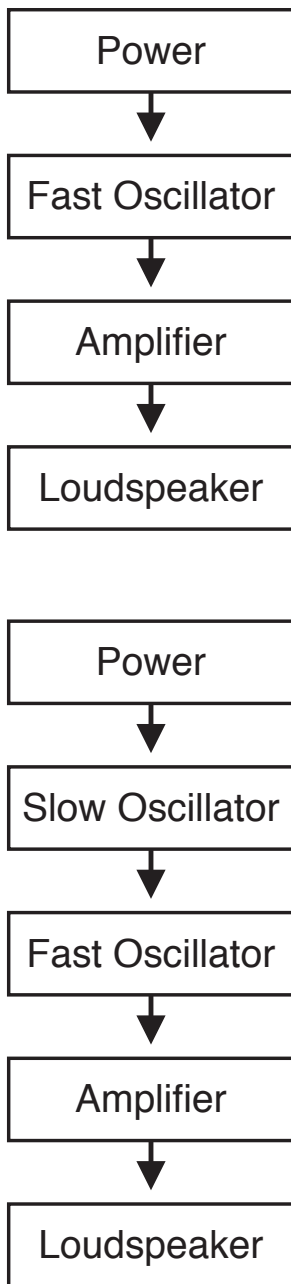 Power
Fast Oscillator
Amplifier
Loudspeaker
Power
Slow Oscillator
Fast Oscillator
Amplifier
Loudspeaker